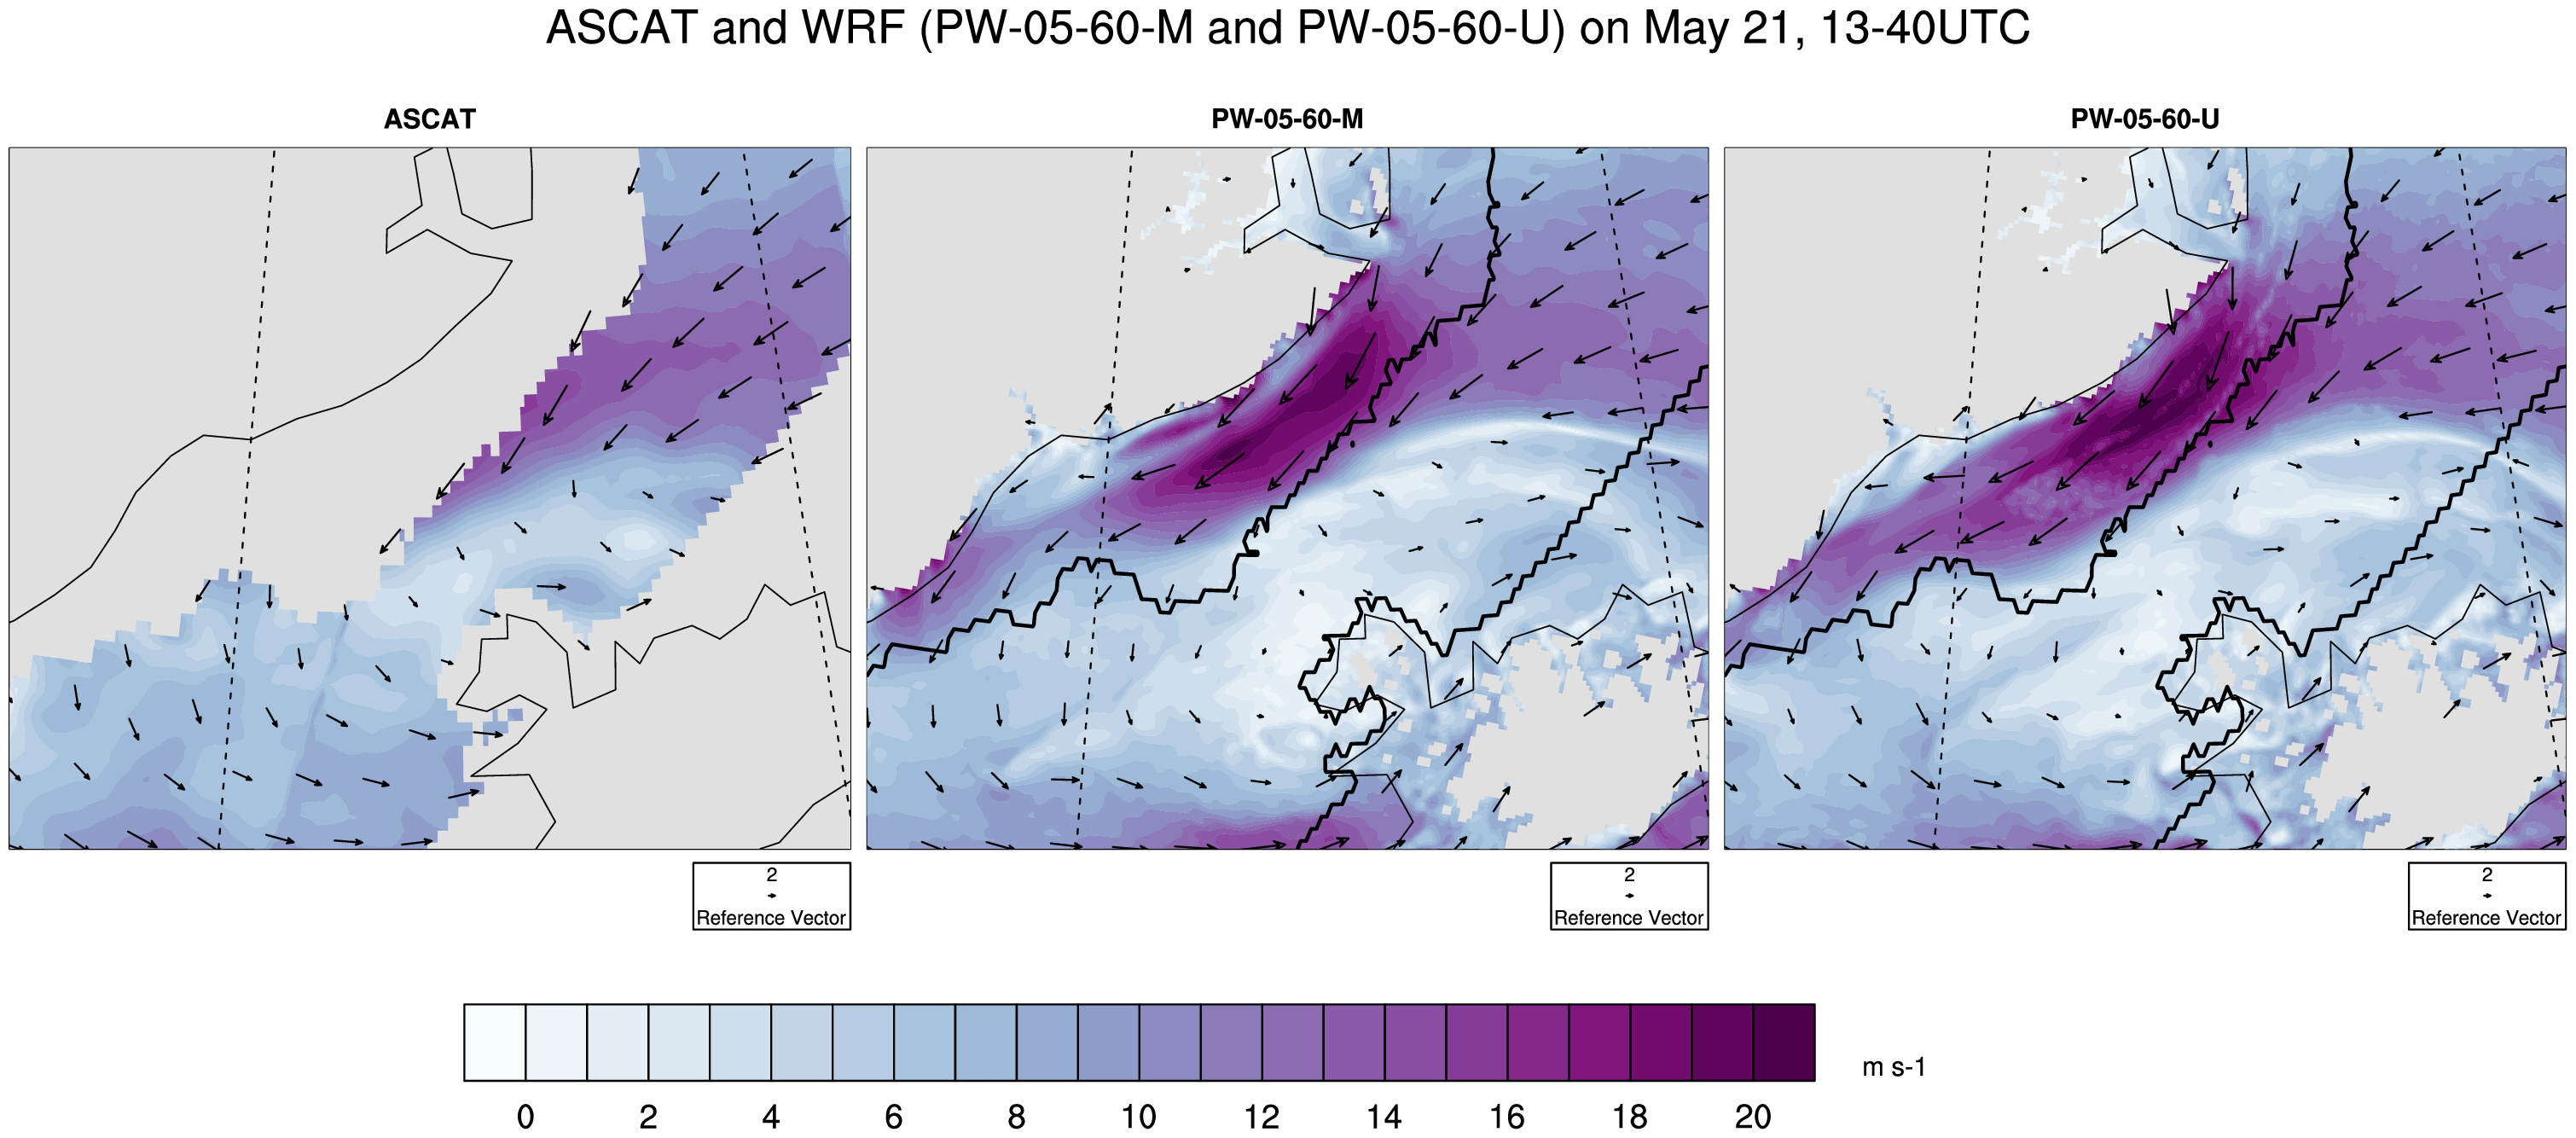 ASCAT and WRF (PW-05-60-M and PW-05-60-U) on May 21, 13-40UTC
ASCAT
PW-05-60-M
PW-05-60-U
2
Reference Vector
2
Reference Vector
2
Reference Vector
m s-1
0 2 4 6 8 10 12 14 16 18 20